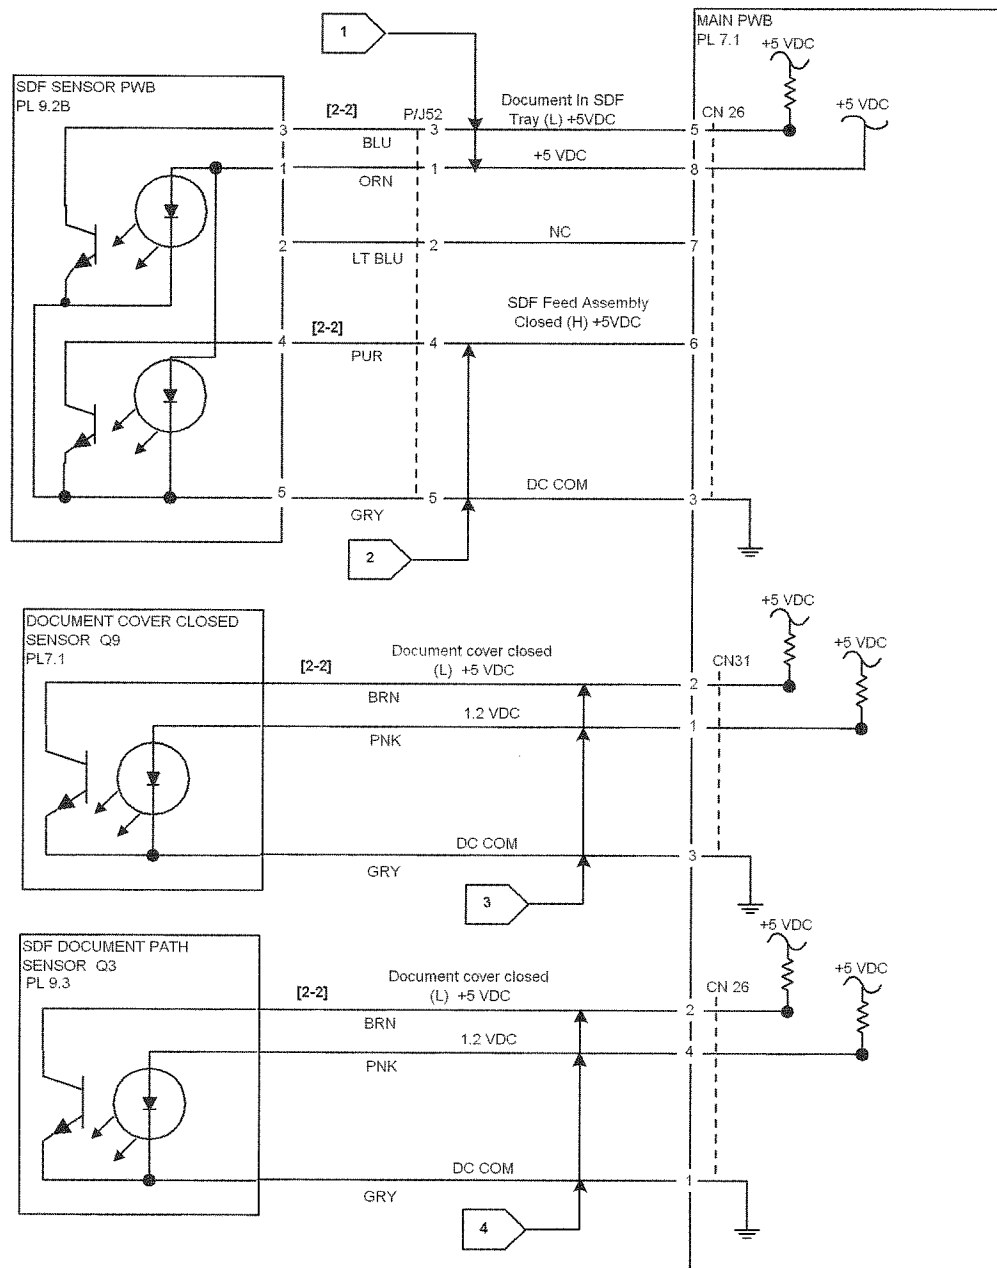 1
MAIN PWB
PL 7.1
+5 VDC
SDF SENSOR PWB
PL 9.2B
[2-2]
P/J52
Document In SDF
Tray (L) +5VDC
CN 26
+5 VDC
3
3
5
BLU
+5 VDC
1
1
8
ORN
NC
2
2
7
LT BLU
SDF Feed Assembly
Closed (H) +5VDC
[2-2]
4
4
6
PUR
DC COM
5
5
3
GRY
2
+5 VDC
DOCUMENT COVER CLOSED
SENSOR Q9
PL7.1
Document cover closed
(L) +5 VDC
+5 VDC
[2-2]
CN31
2
BRN
1.2 VDC
1
PNK
DC COM
3
GRY
3
+5 VDC
SDF DOCUMENT PATH
SENSOR Q3
PL 9.3
Document cover closed
(L) +5 VDC
+5 VDC
[2-2]
CN 26
2
BRN
1.2 VDC
4
PNK
DC COM
1
GRY
4